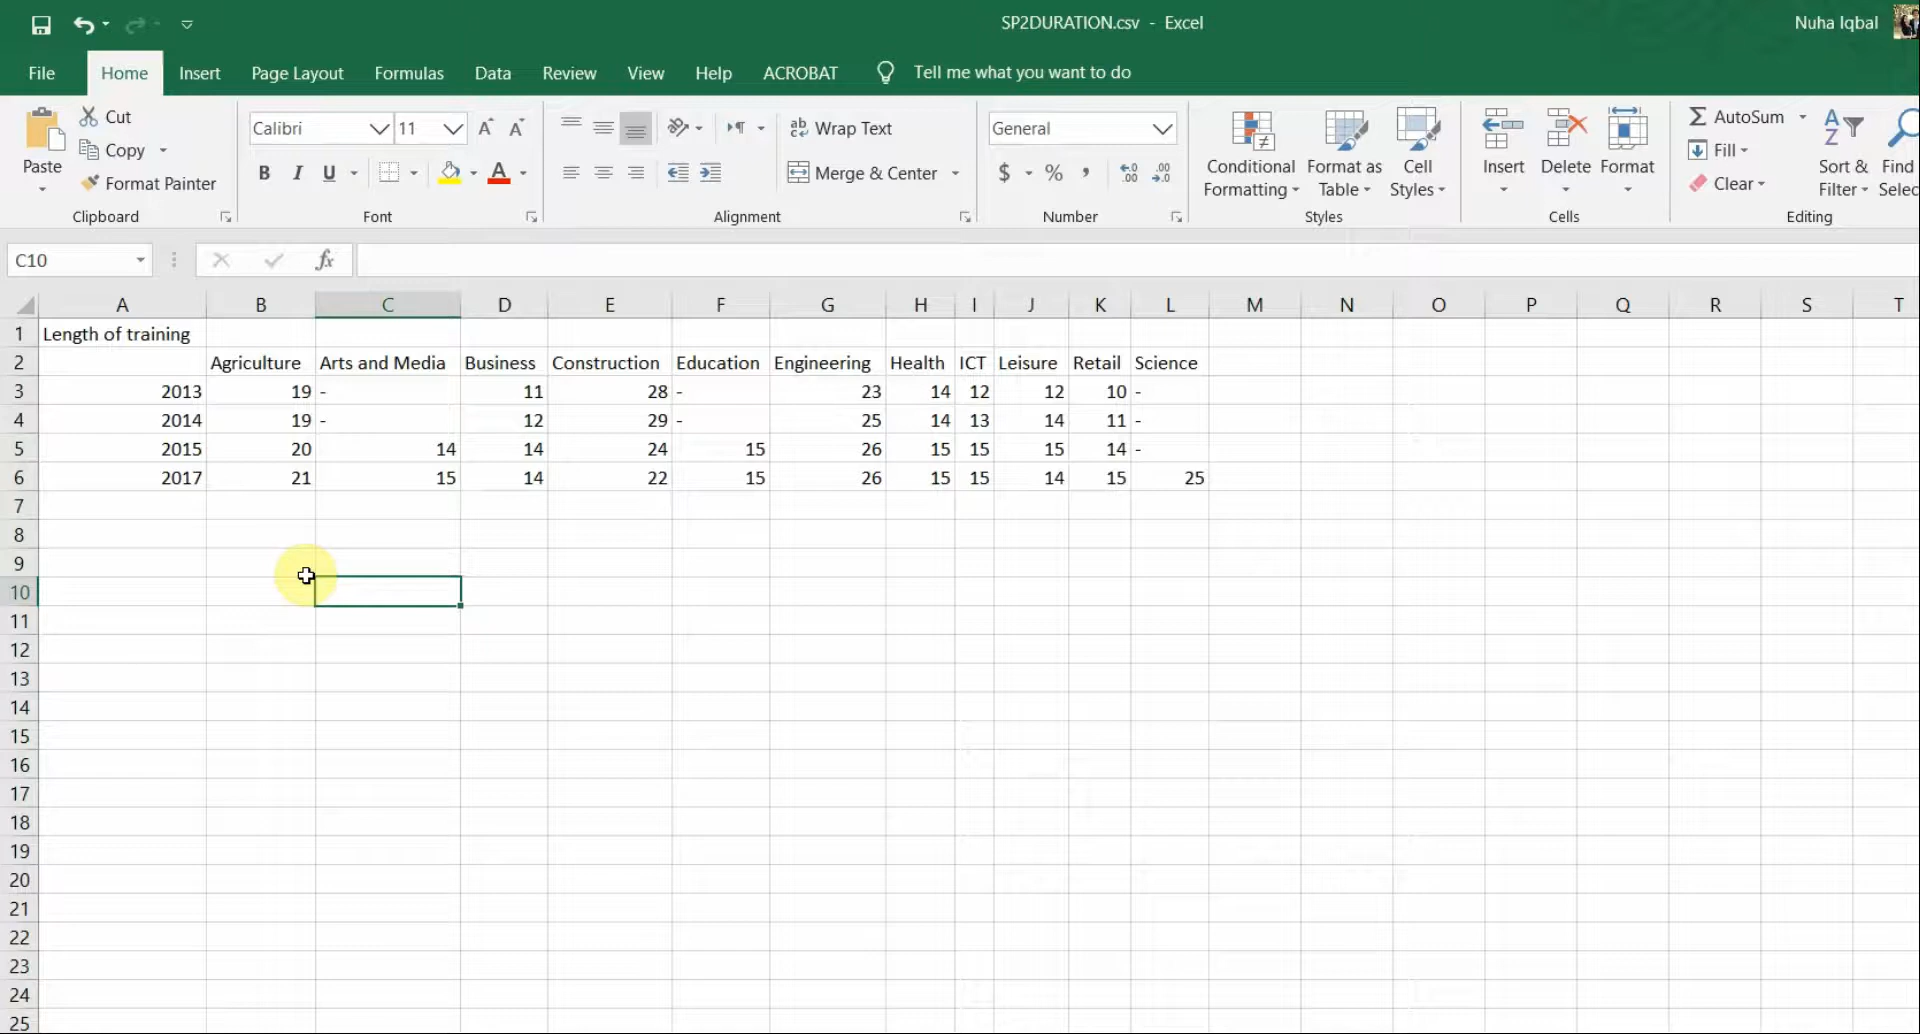 SP2DURATION.csv - Excel
Nuha Iqbal
File Home Insert Page Layout Formulas Data Review View Help ACROBAT Tell me what you want to do
Paste
Cut
Copy
Format Painter
Clipboard
Calibri 11
B I U A
Font
Wrap Text
Merge & Center
Alignment
General
$ % ,
Number
Conditional Formatting
Format as Table
Cell Styles
Styles
Insert
Delete
Format
Cells
AutoSum
Fill
Clear
Sort & Filter
Find
Selec
Editing
C10 fx
A B C D E F G H I J K L M N O P Q R S T
1 Length of training
2 Agriculture Arts and Media Business Construction Education Engineering Health ICT Leisure Retail Science
3 2013 19 - 11 28 - 23 14 12 12 10 -
4 2014 19 - 12 29 - 25 14 13 14 11 -
5 2015 20 14 14 24 15 26 15 15 15 14 -
6 2017 21 15 14 22 15 26 15 15 14 15 25
7
8
9
10
11
12
13
14
15
16
17
18
19
20
21
22
23
24
25